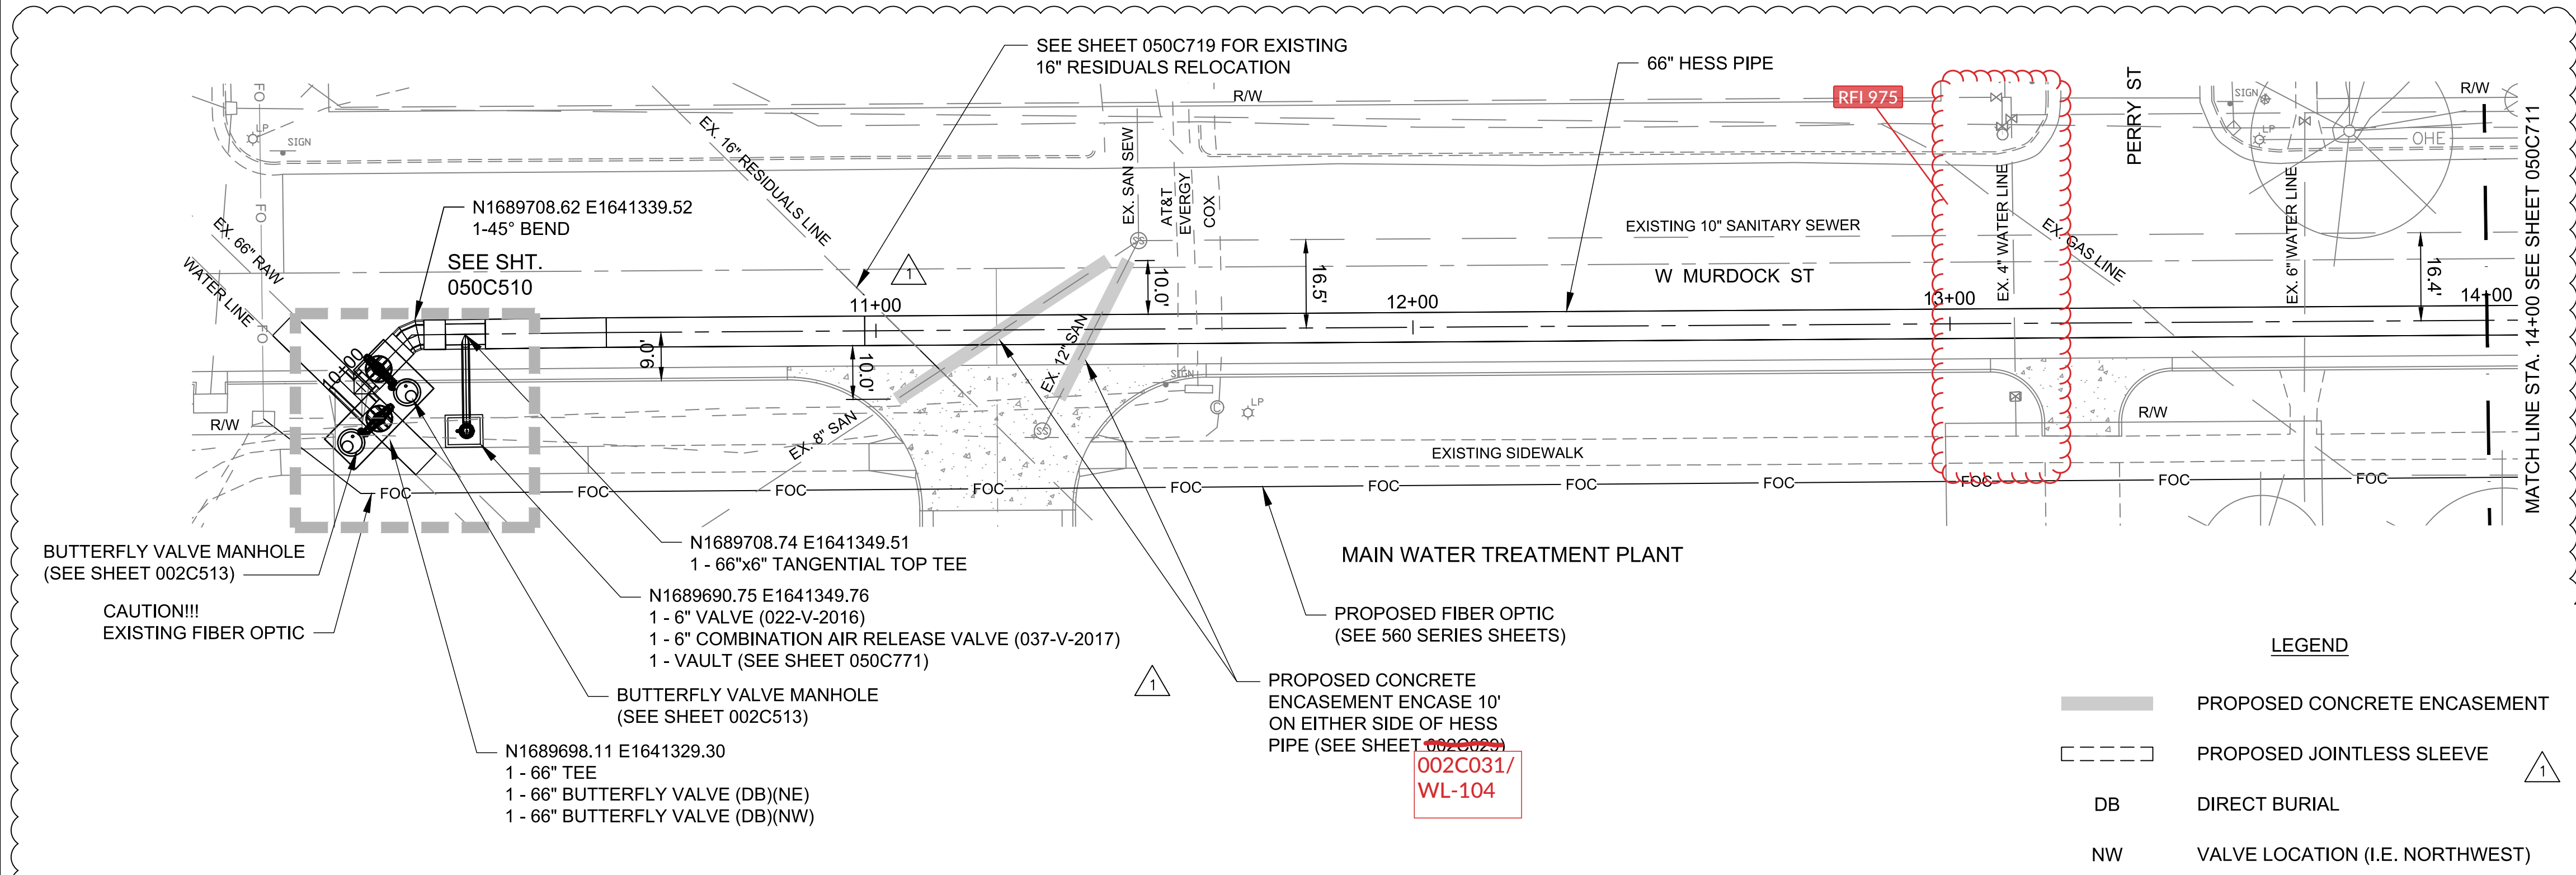 SEE SHEET 050C719 FOR EXISTING
16" RESIDUALS RELOCATION
66" HESS PIPE
RFI 975
PERRY ST
R/W
R/W
FO
LP
SIGN
SIGN
LP
OHE
EX. 16" RESIDUALS LINE
EX. SAN SEW
AT&T
EVERGY
COX
EX. 4" WATER LINE
EX. GAS LINE
EX. 6" WATER LINE
MATCH LINE STA. 14+00 SEE SHEET 050C711
N1689708.62 E1641339.52
1-45° BEND
FO
EX. 66" RAW
WATER LINE
FO
SEE SHT.
050C510
1
SS
EXISTING 10" SANITARY SEWER
W MURDOCK ST
10.0'
16.5'
16.4'
10+00
11+00
12+00
13+00
14+00
9.0'
10.0'
EX. 12" SAN
SIGN
EX. 8" SAN
SS
C
LP
R/W
R/W
EXISTING SIDEWALK
FOC
FOC
FOC
FOC
FOC
FOC
FOC
FOC
FOC
FOC
FOC
BUTTERFLY VALVE MANHOLE
(SEE SHEET 002C513)
CAUTION!!!
EXISTING FIBER OPTIC
N1689708.74 E1641349.51
1 - 66"x6" TANGENTIAL TOP TEE
N1689690.75 E1641349.76
1 - 6" VALVE (022-V-2016)
1 - 6" COMBINATION AIR RELEASE VALVE (037-V-2017)
1 - VAULT (SEE SHEET 050C771)
BUTTERFLY VALVE MANHOLE
(SEE SHEET 002C513)
N1689698.11 E1641329.30
1 - 66" TEE
1 - 66" BUTTERFLY VALVE (DB)(NE)
1 - 66" BUTTERFLY VALVE (DB)(NW)
MAIN WATER TREATMENT PLANT
PROPOSED FIBER OPTIC
(SEE 560 SERIES SHEETS)
1
PROPOSED CONCRETE
ENCASEMENT ENCASE 10'
ON EITHER SIDE OF HESS
PIPE (SEE SHEET 002C029)
002C031/
WL-104
LEGEND
PROPOSED CONCRETE ENCASEMENT
PROPOSED JOINTLESS SLEEVE
1
DB DIRECT BURIAL
NW VALVE LOCATION (I.E. NORTHWEST)